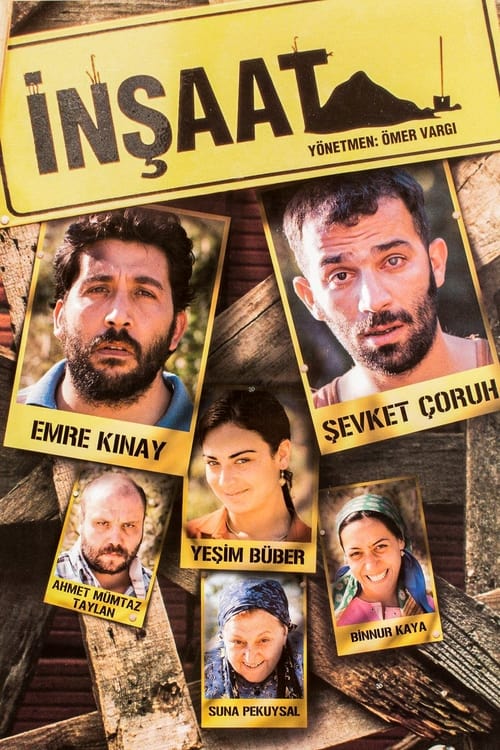 İNŞAAT
YÖNETMEN: ÖMER VARGI
EMRE KINAY
ŞEVKET ÇORUH
YEŞİM BÜBER
AHMET MÜMTAZ
TAYLAN
BİNNUR KAYA
SUNA PEKUYSAL